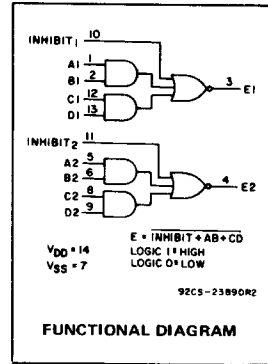 INHIBIT1 10
A1 1
B1 2
C1 12
D1 13
3 E1
INHIBIT2 11
A2 5
B2 6
C2 8
D2 9
4 E2
E = INHIBIT + AB + CD
VDD = 14
LOGIC 1 = HIGH
VSS = 7
LOGIC 0 = LOW
92CS-23890R2
FUNCTIONAL DIAGRAM